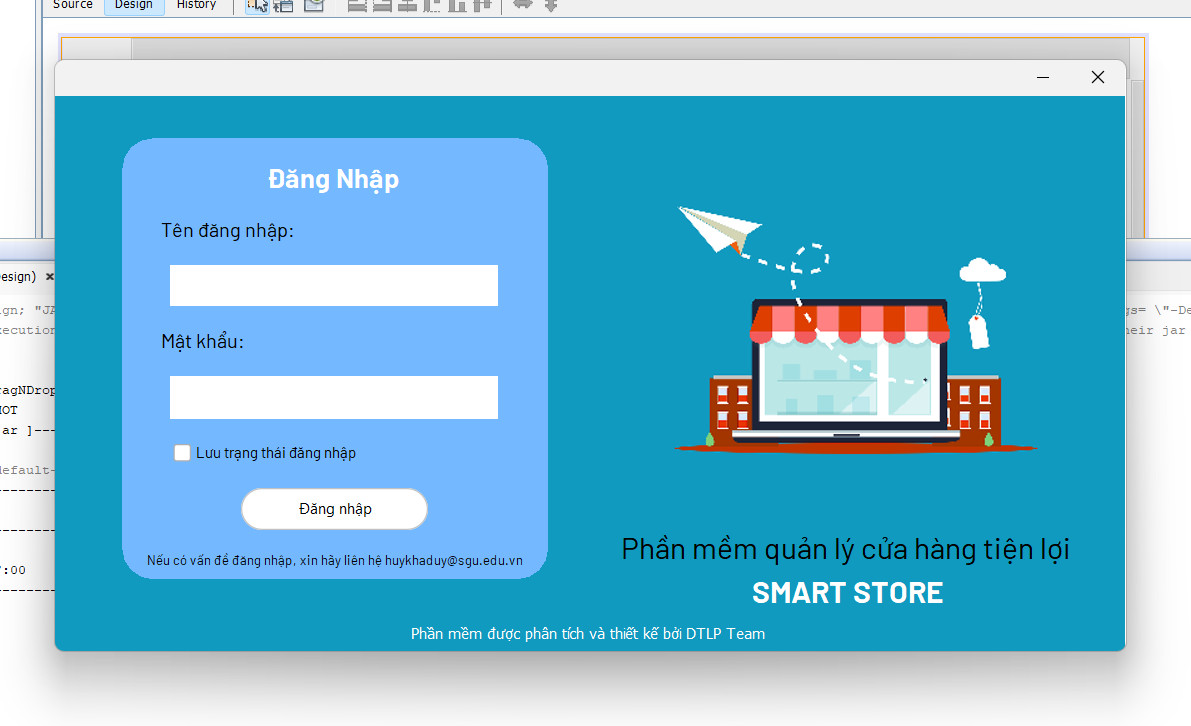 Source Design History
Đăng Nhập
Tên đăng nhập:
Mật khẩu:
Lưu trạng thái đăng nhập
Đăng nhập
Nếu có vấn đề đăng nhập, xin hãy liên hệ huykhaduy@sgu.edu.vn
Phần mềm quản lý cửa hàng tiện lợi
SMART STORE
Phần mềm được phân tích và thiết kế bởi DTLP Team
esign)
ign; "JA
gs= \"-De
xecution
heir jar
ragNDrop
HOT
ar ]--
default-
:00